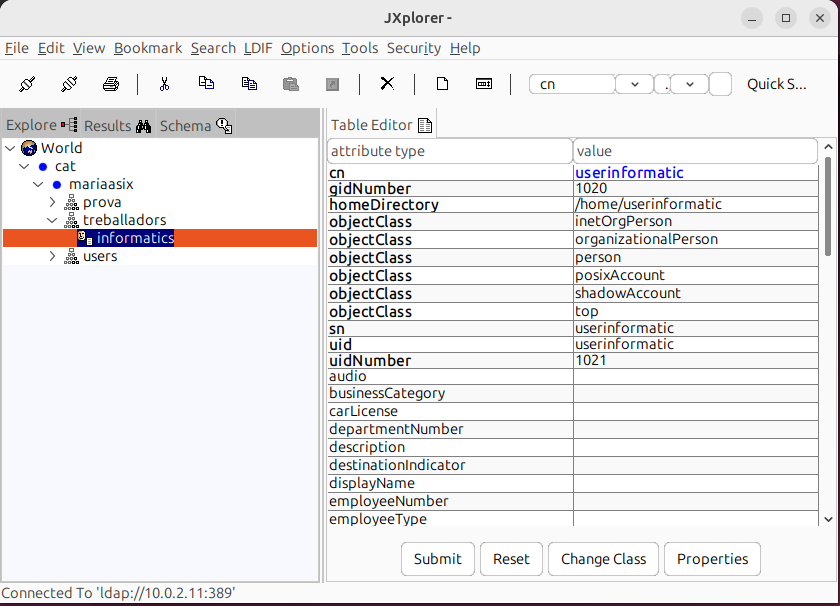 JXplorer -
File Edit View Bookmark Search LDIF Options Tools Security Help
cn . Quick S...
Explore Results Schema
World
cat
mariaasix
prova
treballadors
informatics
users
Table Editor
attribute type value
cn userinformatic
gidNumber 1020
homeDirectory /home/userinformatic
objectClass inetOrgPerson
objectClass organizationalPerson
objectClass person
objectClass posixAccount
objectClass shadowAccount
objectClass top
sn userinformatic
uid userinformatic
uidNumber 1021
audio
businessCategory
carLicense
departmentNumber
description
destinationIndicator
displayName
employeeNumber
employeeType
Submit Reset Change Class Properties
Connected To 'ldap://10.0.2.11:389'